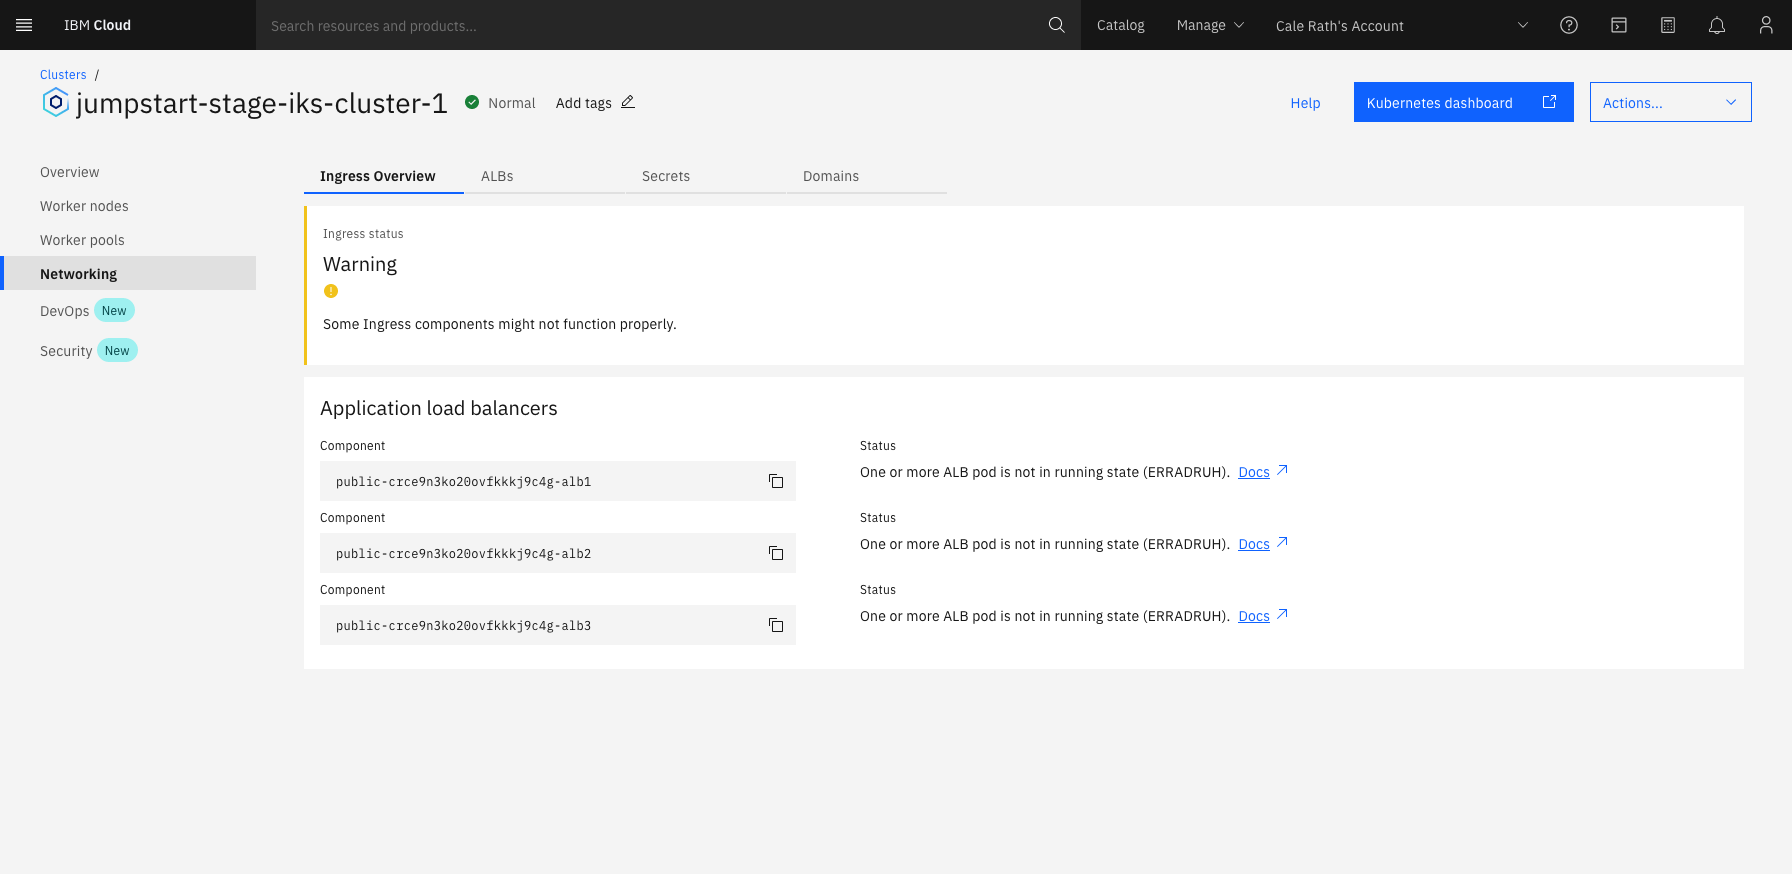 IBM Cloud
Search resources and products...
Catalog
Manage
Cale Rath's Account
Clusters /
jumpstart-stage-iks-cluster-1
Normal
Add tags
Help
Kubernetes dashboard
Actions...
Overview
Worker nodes
Worker pools
Networking
DevOps New
Security New
Ingress Overview
ALBs
Secrets
Domains
Ingress status
Warning
Some Ingress components might not function properly.
Application load balancers
Component
Status
public-crce9n3ko20ovfkkkj9c4g-alb1
One or more ALB pod is not in running state (ERRADRUH). Docs
Component
Status
public-crce9n3ko20ovfkkkj9c4g-alb2
One or more ALB pod is not in running state (ERRADRUH). Docs
Component
Status
public-crce9n3ko20ovfkkkj9c4g-alb3
One or more ALB pod is not in running state (ERRADRUH). Docs